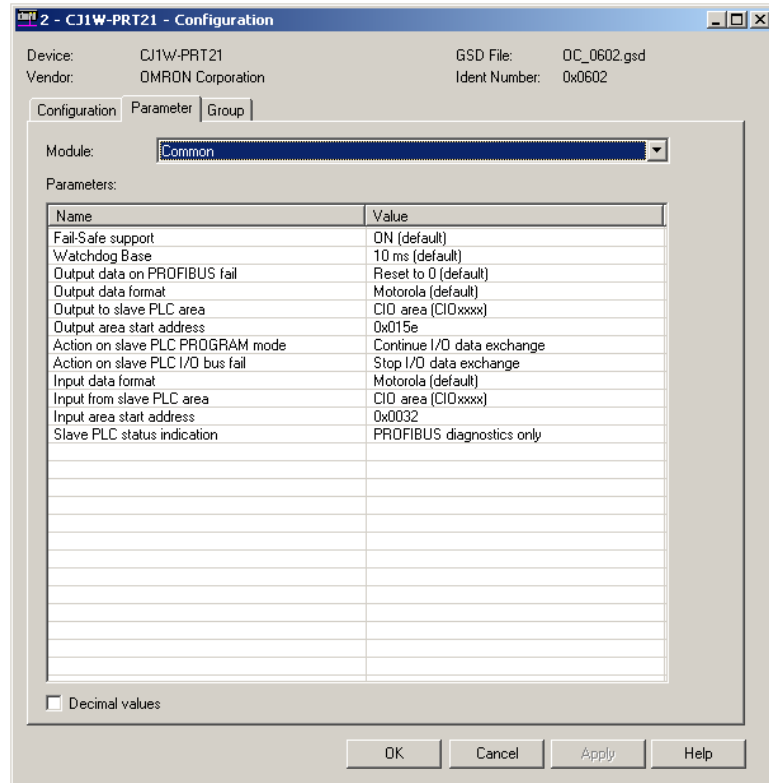 2 - CJ1W-PRT21 - Configuration
Device: CJ1W-PRT21 GSD File: OC_0602.gsd
Vendor: OMRON Corporation Ident Number: 0x0602
Configuration Parameter Group
Module: Common
Parameters:
Name Value
Fail-Safe support ON (default)
Watchdog Base 10 ms (default)
Output data on PROFIBUS fail Reset to 0 (default)
Output data format Motorola (default)
Output to slave PLC area CIO area (CIOxxxx)
Output area start address 0x015e
Action on slave PLC PROGRAM mode Continue I/O data exchange
Action on slave PLC I/O bus fail Stop I/O data exchange
Input data format Motorola (default)
Input from slave PLC area CIO area (CIOxxxx)
Input area start address 0x0032
Slave PLC status indication PROFIBUS diagnostics only
Decimal values
OK Cancel Apply Help